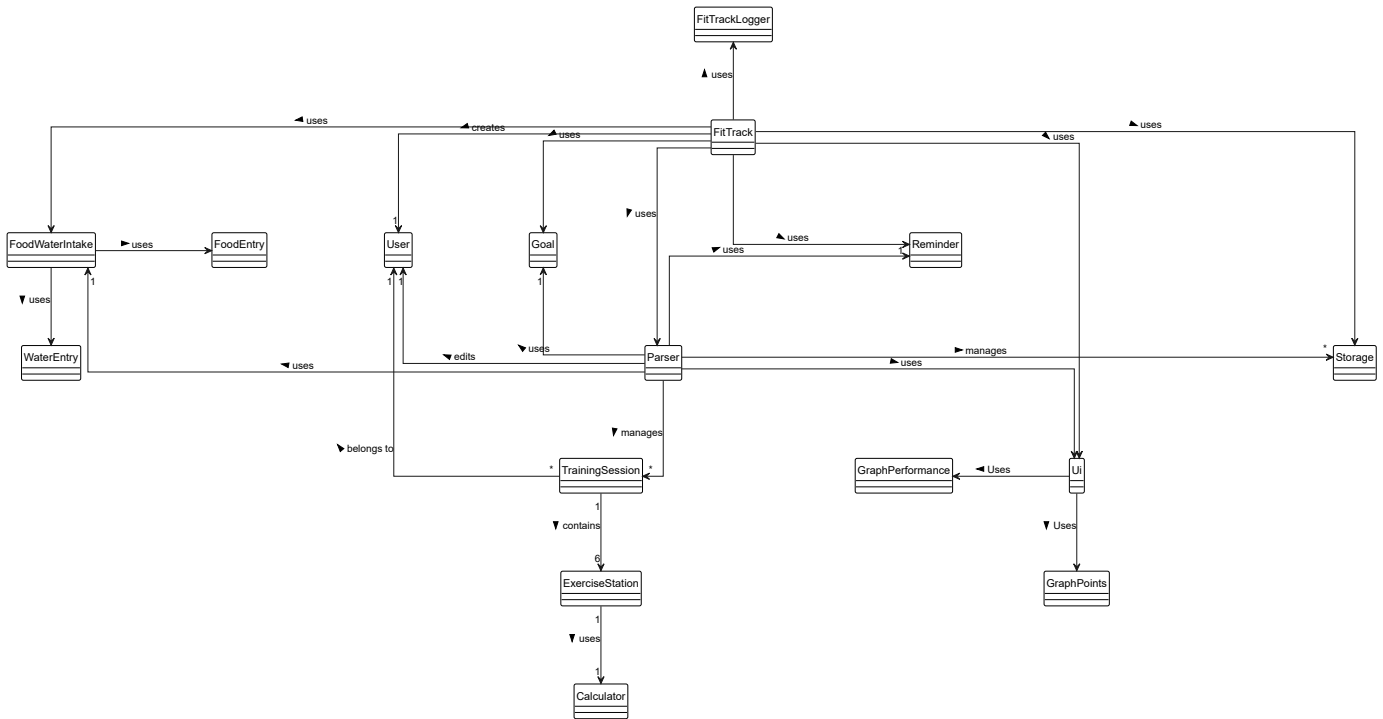 FitTrackLogger
uses
uses
creates
uses
FitTrack
uses
uses
uses
1
FoodWaterIntake
uses
FoodEntry
User
Goal
uses
uses
1
Reminder
1
1
1
1
uses
WaterEntry
uses
edits
uses
Parser
manages
*
uses
Storage
manages
belongs to
*
TrainingSession
*
GraphPerformance
Uses
Ui
1
contains
6
Uses
ExerciseStation
GraphPoints
1
uses
1
Calculator